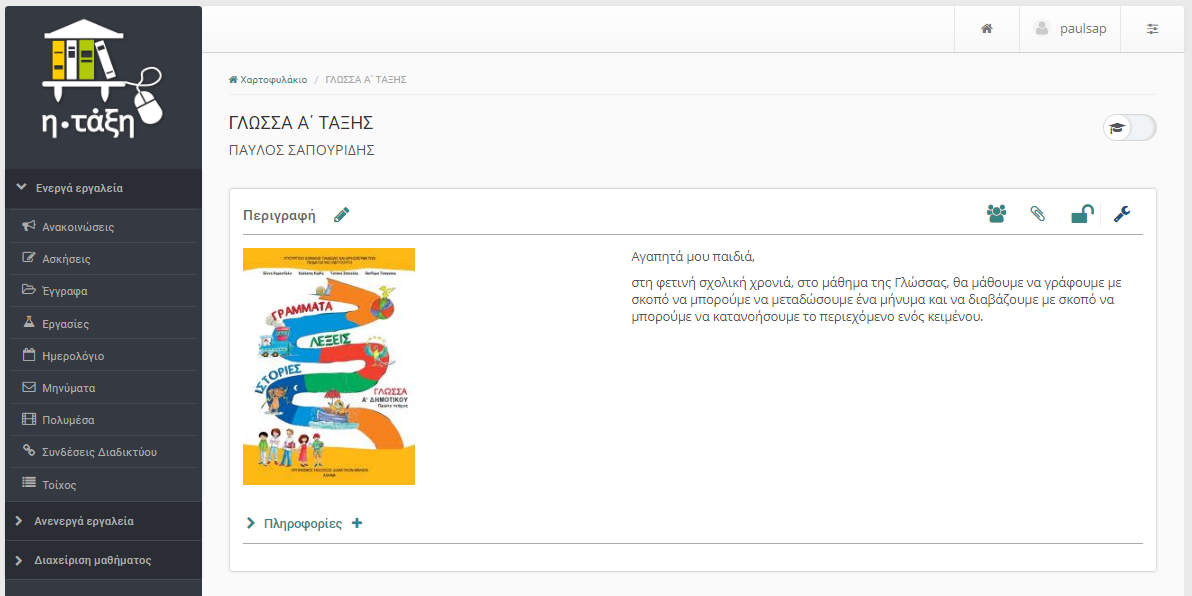 η·τάξη
paulsap
Χαρτοφυλάκιο / ΓΛΩΣΣΑ Α΄ ΤΑΞΗΣ
ΓΛΩΣΣΑ Α΄ ΤΑΞΗΣ
ΠΑΥΛΟΣ ΣΑΠΟΥΡΙΔΗΣ
Ενεργά εργαλεία
Ανακοινώσεις
Ασκήσεις
Έγγραφα
Εργασίες
Ημερολόγιο
Μηνύματα
Πολυμέσα
Συνδέσεις Διαδικτύου
Τοίχος
Ανενεργά εργαλεία
Διαχείριση μαθήματος
Περιγραφή
ΓΡΑΜΜΑΤΑ
ΛΕΞΕΙΣ
ΙΣΤΟΡΙΕΣ
ΓΛΩΣΣΑ
Α΄ ΔΗΜΟΤΙΚΟΥ
Πρώτο τεύχος
Αγαπητά μου παιδιά,
στη φετινή σχολική χρονιά, στο μάθημα της Γλώσσας, θα μάθουμε να γράφουμε με
σκοπό να μπορούμε να μεταδώσουμε ένα μήνυμα και να διαβάζουμε με σκοπό να
μπορούμε να κατανοήσουμε το περιεχόμενο ενός κειμένου.
Πληροφορίες